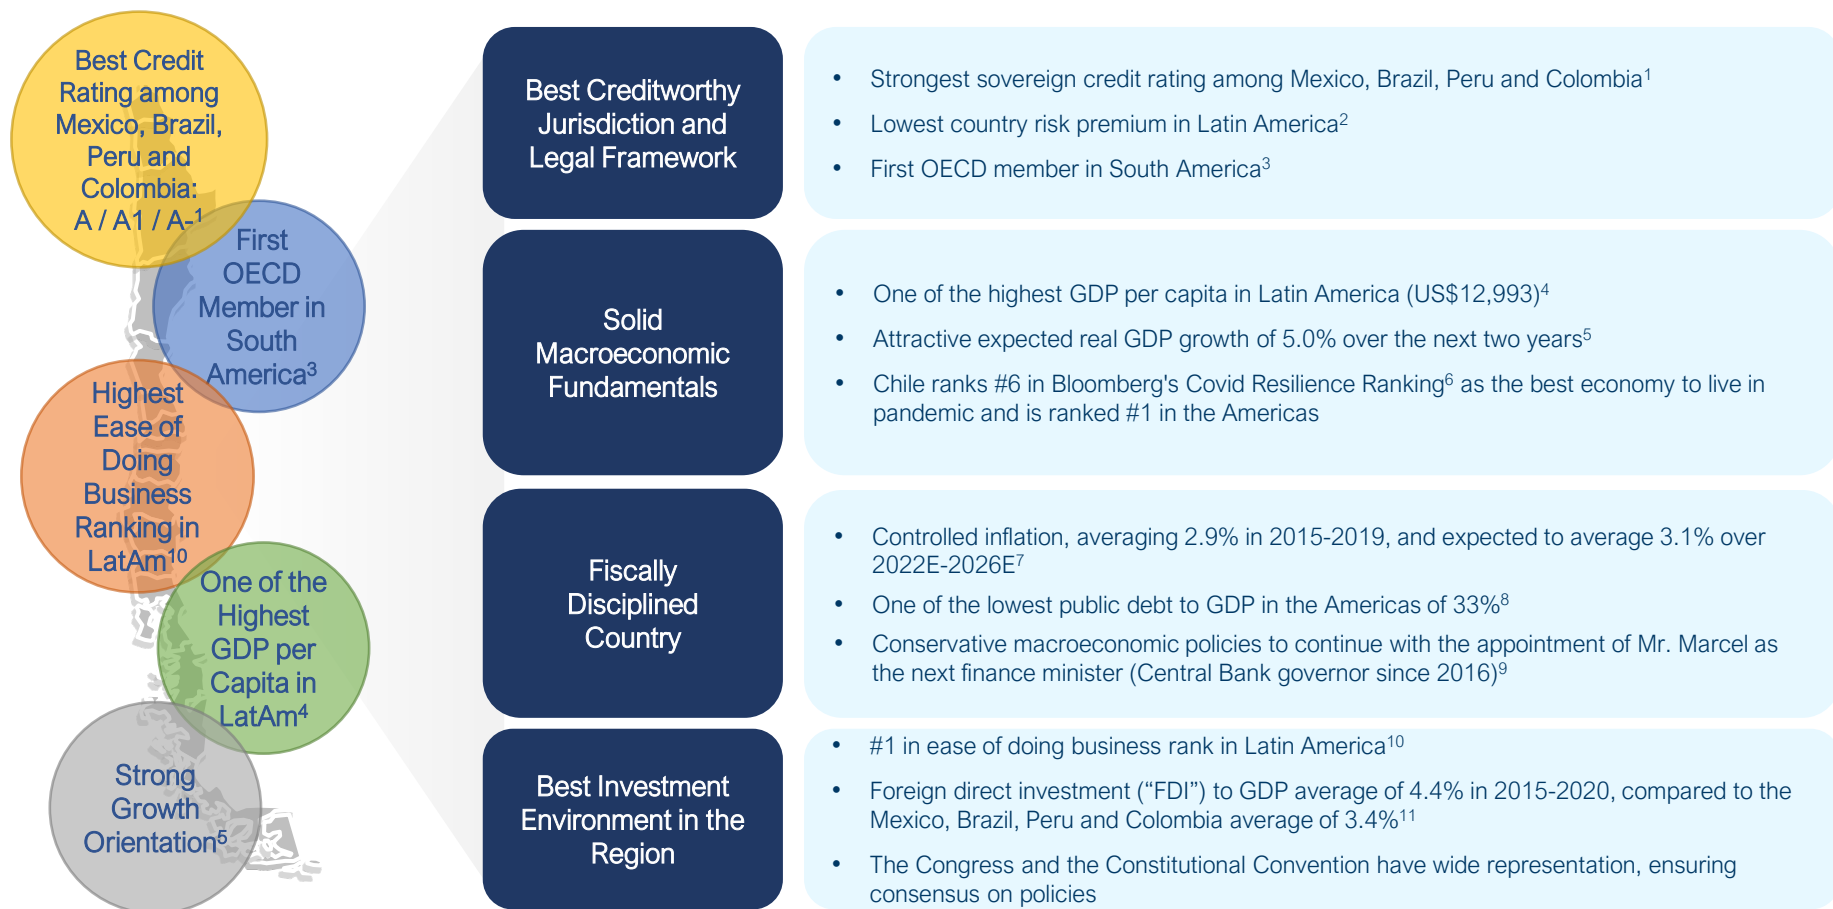 Best Credit
Rating among
Mexico, Brazil,
Peru and
Colombia:
A / A1 / A-¹
First
OECD
Member in
South
America³
Highest
Ease of
Doing
Business
Ranking in
LatAm¹⁰
One of the
Highest
GDP per
Capita in
LatAm⁴
Strong
Growth
Orientation⁵
Best Creditworthy
Jurisdiction and
Legal Framework
• Strongest sovereign credit rating among Mexico, Brazil, Peru and Colombia¹
• Lowest country risk premium in Latin America²
• First OECD member in South America³
Solid
Macroeconomic
Fundamentals
• One of the highest GDP per capita in Latin America (US$12,993)⁴
• Attractive expected real GDP growth of 5.0% over the next two years⁵
• Chile ranks #6 in Bloomberg's Covid Resilience Ranking⁶ as the best economy to live in
pandemic and is ranked #1 in the Americas
Fiscally
Disciplined
Country
• Controlled inflation, averaging 2.9% in 2015-2019, and expected to average 3.1% over
2022E-2026E⁷
• One of the lowest public debt to GDP in the Americas of 33%⁸
• Conservative macroeconomic policies to continue with the appointment of Mr. Marcel as
the next finance minister (Central Bank governor since 2016)⁹
Best Investment
Environment in the
Region
• #1 in ease of doing business rank in Latin America¹⁰
• Foreign direct investment (“FDI”) to GDP average of 4.4% in 2015-2020, compared to the
Mexico, Brazil, Peru and Colombia average of 3.4%¹¹
• The Congress and the Constitutional Convention have wide representation, ensuring
consensus on policies